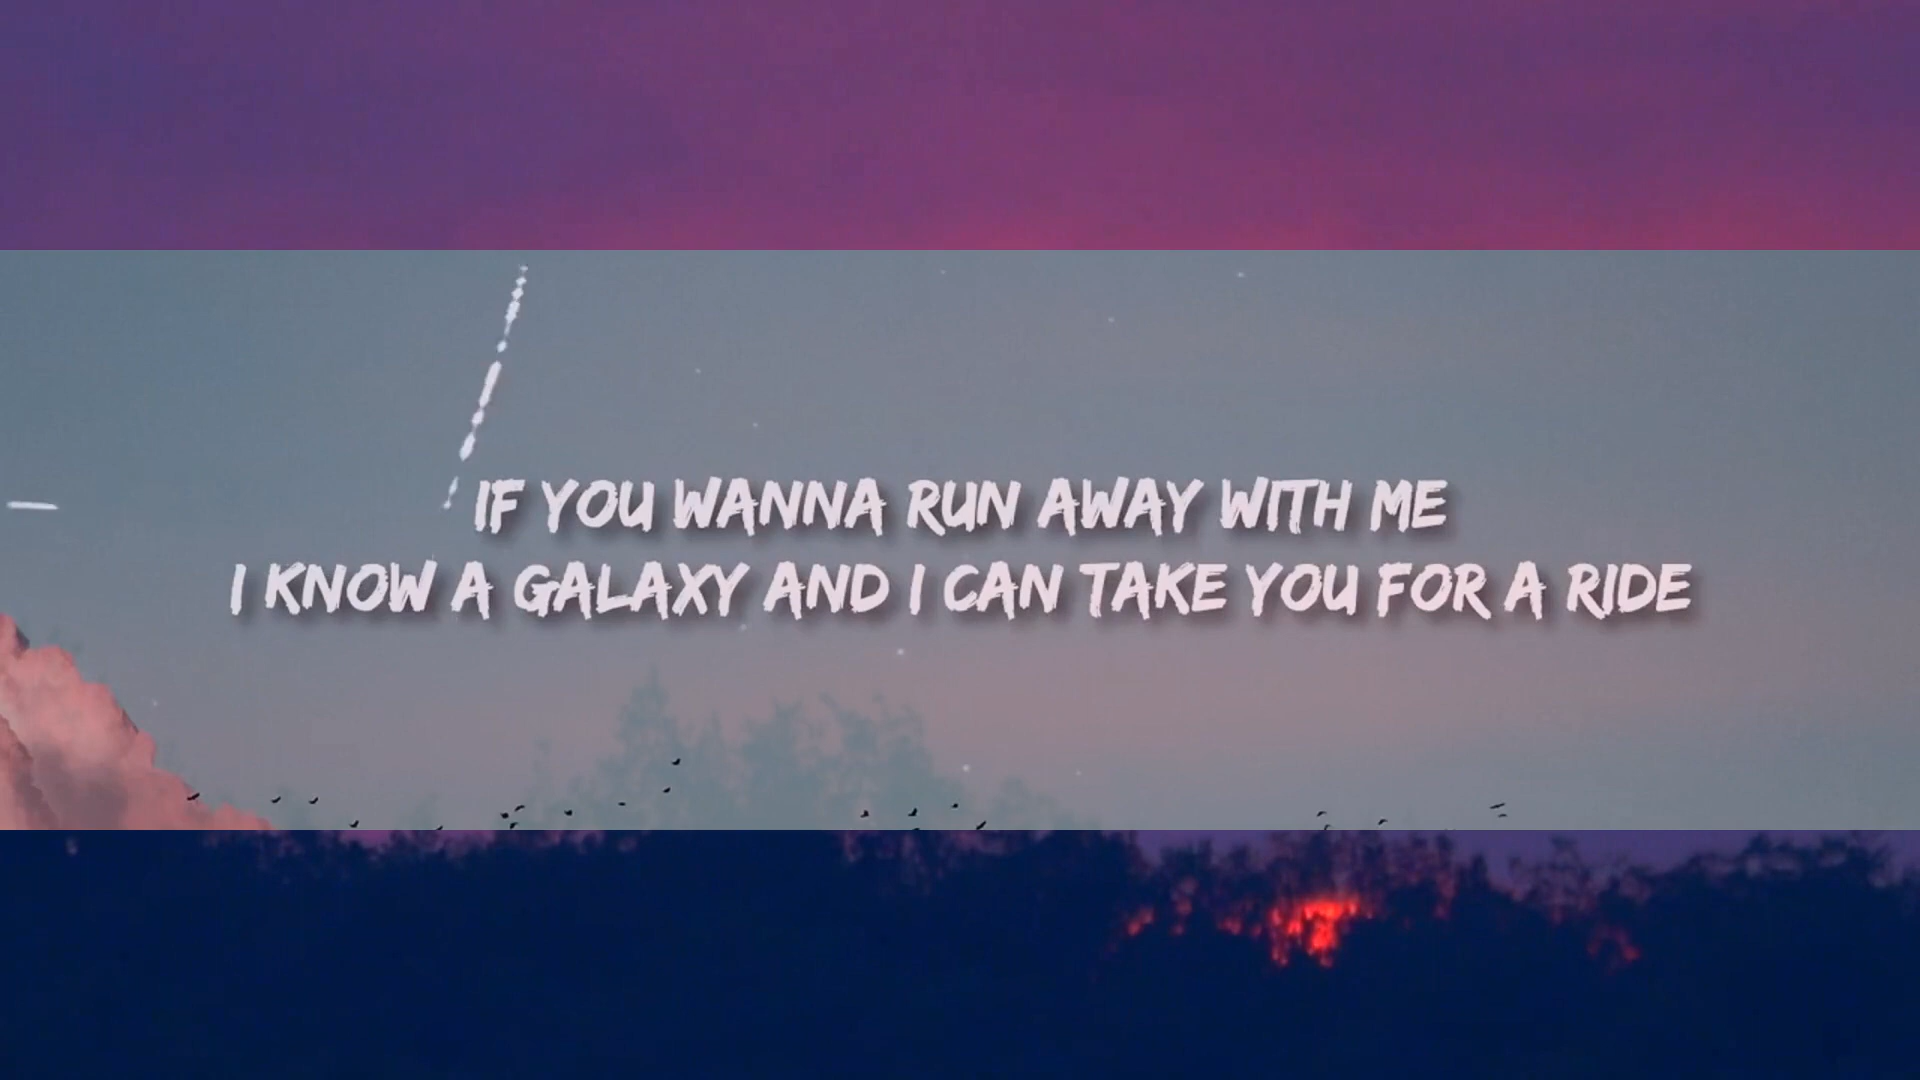 IF YOU WANNA RUN AWAY WITH ME
I KNOW A GALAXY AND I CAN TAKE YOU FOR A RIDE